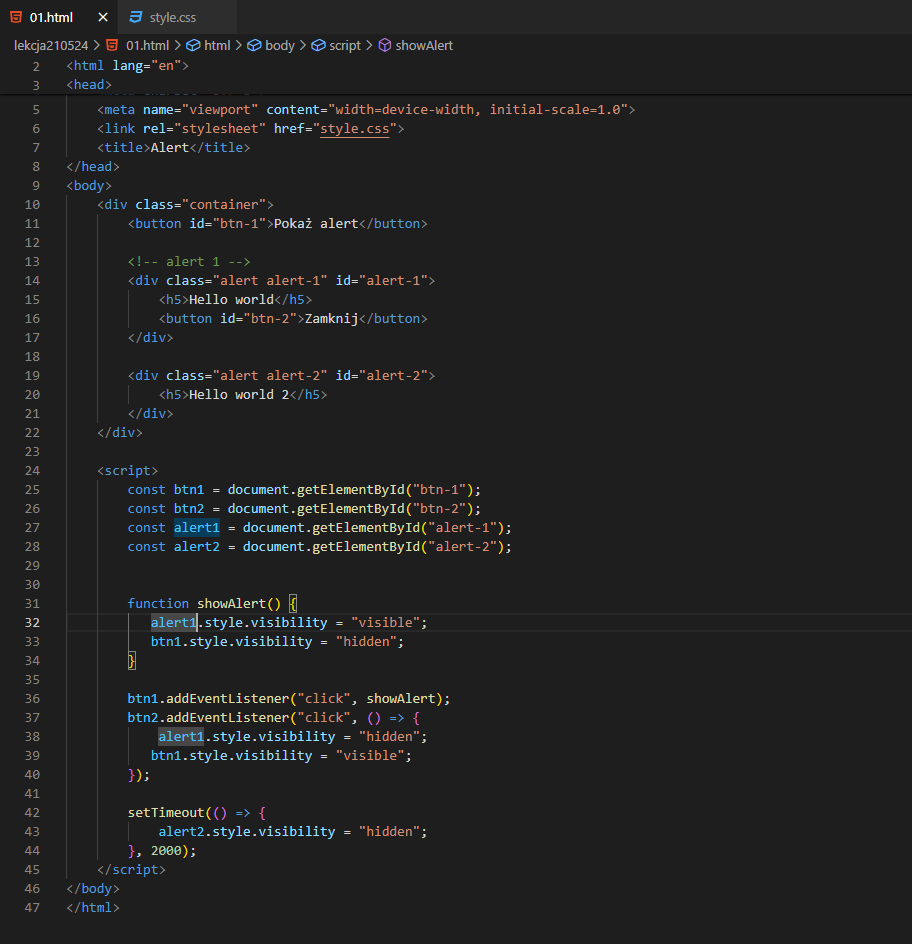 01.html × style.css
lekcja210524 > 01.html > html > body > script > showAlert
2 <html lang="en">
3 <head>
5 <meta name="viewport" content="width=device-width, initial-scale=1.0">
6 <link rel="stylesheet" href="style.css">
7 <title>Alert</title>
8 </head>
9 <body>
10 <div class="container">
11 <button id="btn-1">Pokaż alert</button>
12
13 <!-- alert 1 -->
14 <div class="alert alert-1" id="alert-1">
15 <h5>Hello world</h5>
16 <button id="btn-2">Zamknij</button>
17 </div>
18
19 <div class="alert alert-2" id="alert-2">
20 <h5>Hello world 2</h5>
21 </div>
22 </div>
23
24 <script>
25 const btn1 = document.getElementById("btn-1");
26 const btn2 = document.getElementById("btn-2");
27 const alert1 = document.getElementById("alert-1");
28 const alert2 = document.getElementById("alert-2");
29
30
31 function showAlert() {
32 alert1.style.visibility = "visible";
33 btn1.style.visibility = "hidden";
34 }
35
36 btn1.addEventListener("click", showAlert);
37 btn2.addEventListener("click", () => {
38 alert1.style.visibility = "hidden";
39 btn1.style.visibility = "visible";
40 });
41
42 setTimeout(() => {
43 alert2.style.visibility = "hidden";
44 }, 2000);
45 </script>
46 </body>
47 </html>